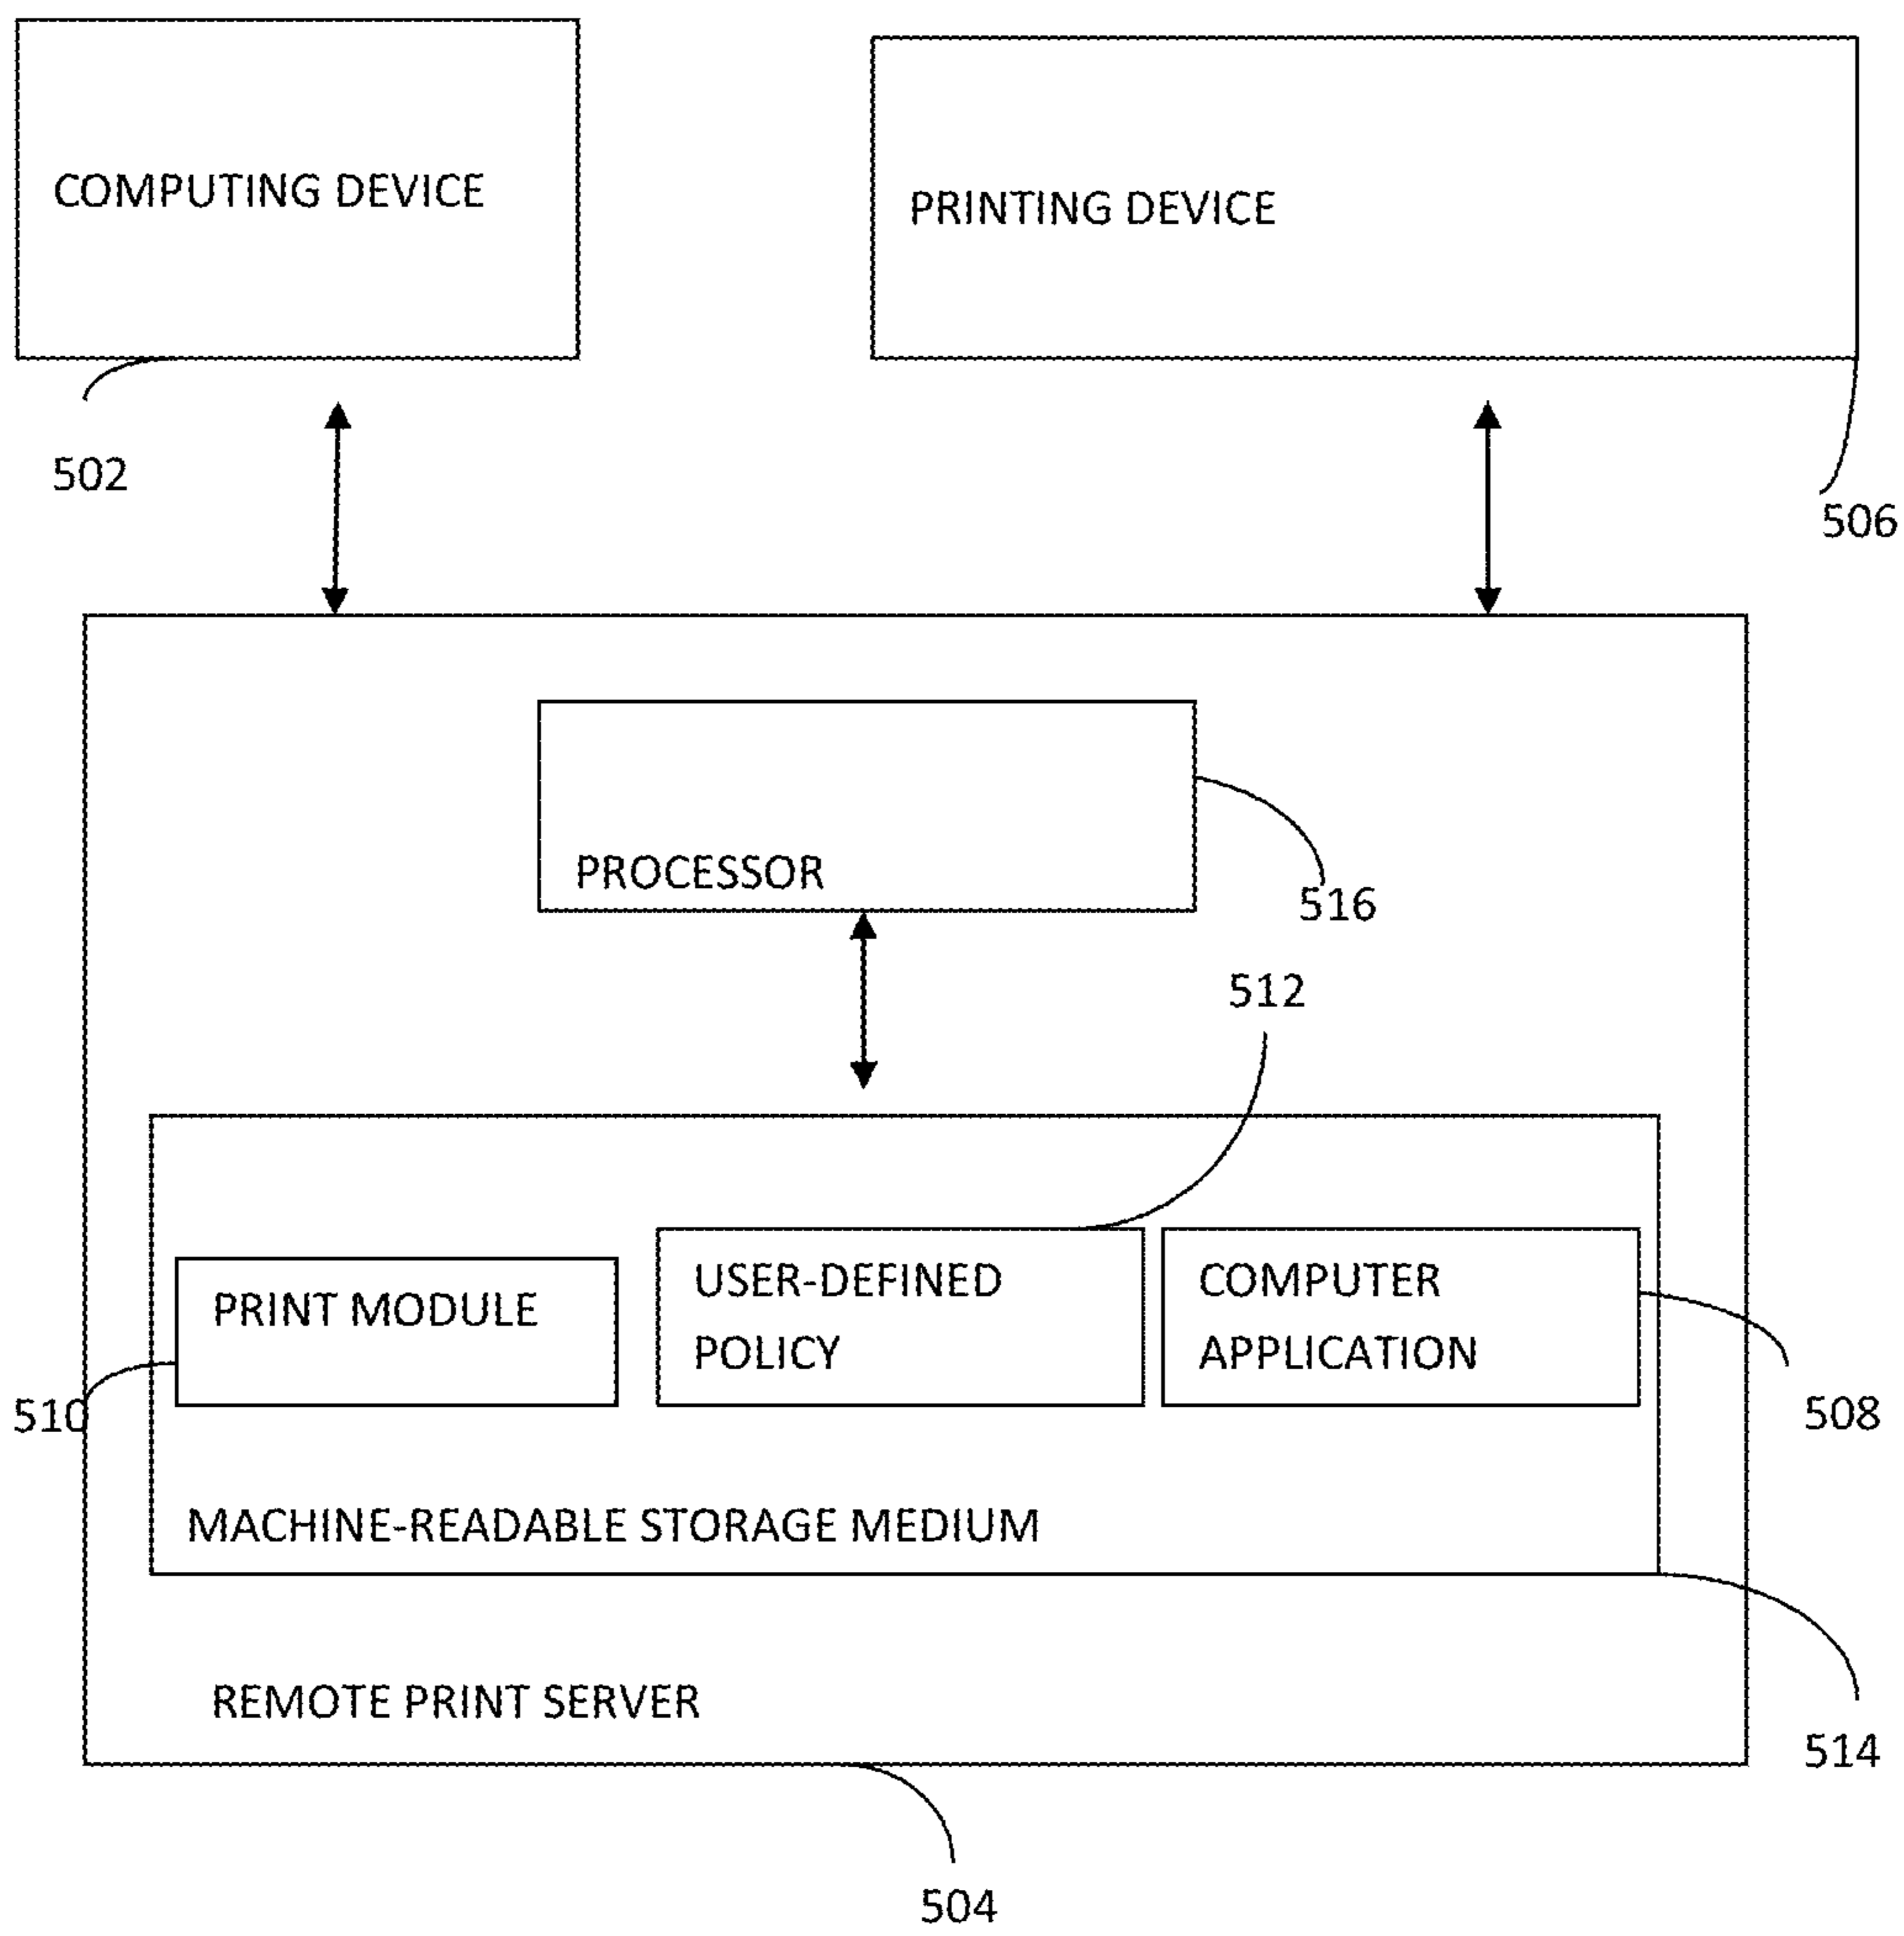 COMPUTING DEVICE
PRINTING DEVICE
502
506
PROCESSOR
516
512
PRINT MODULE
USER-DEFINED
POLICY
COMPUTER
APPLICATION
510
508
MACHINE-READABLE STORAGE MEDIUM
REMOTE PRINT SERVER
514
504